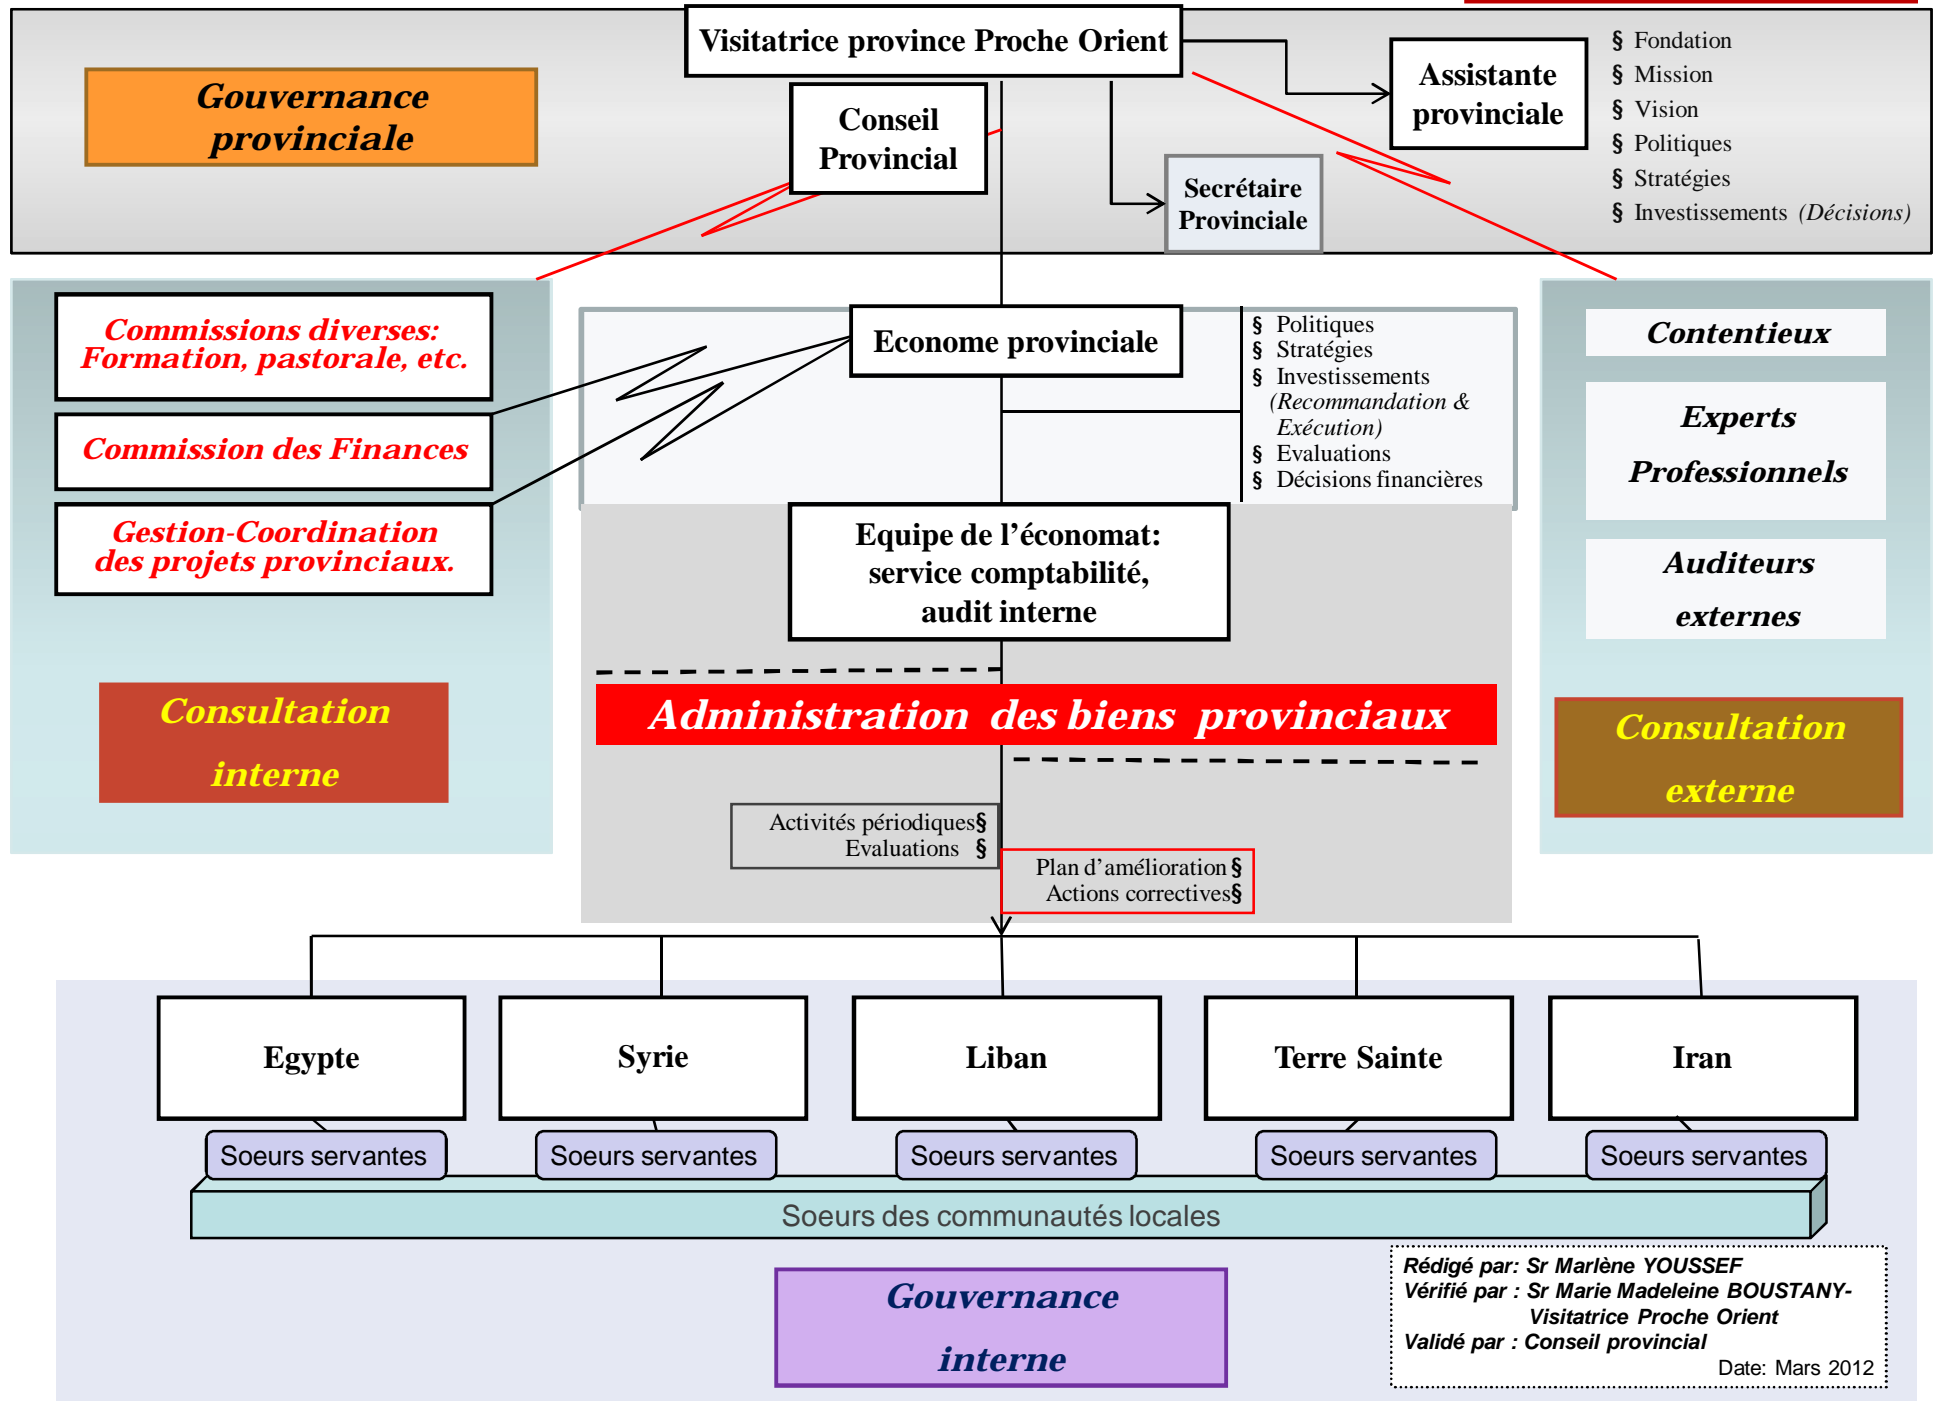 Visitatrice province Proche Orient
Gouvernance
provinciale
Conseil
Provincial
Secrétaire
Provinciale
Assistante
provinciale
§ Fondation
§ Mission
§ Vision
§ Politiques
§ Stratégies
§ Investissements (Décisions)
Commissions diverses:
Formation, pastorale, etc.
Commission des Finances
Gestion-Coordination
des projets provinciaux.
Consultation
interne
Econome provinciale
§ Politiques
§ Stratégies
§ Investissements
(Recommandation &
Exécution)
§ Evaluations
§ Décisions financières
Equipe de l’économat:
service comptabilité,
audit interne
Administration des biens provinciaux
Activités périodiques§
Evaluations §
Plan d’amélioration §
Actions correctives§
Contentieux
Experts
Professionnels
Auditeurs
externes
Consultation
externe
Egypte
Syrie
Liban
Terre Sainte
Iran
Soeurs servantes
Soeurs servantes
Soeurs servantes
Soeurs servantes
Soeurs servantes
Soeurs des communautés locales
Gouvernance
interne
Rédigé par: Sr Marlène YOUSSEF
Vérifié par : Sr Marie Madeleine BOUSTANY-
Visitatrice Proche Orient
Validé par : Conseil provincial
Date: Mars 2012